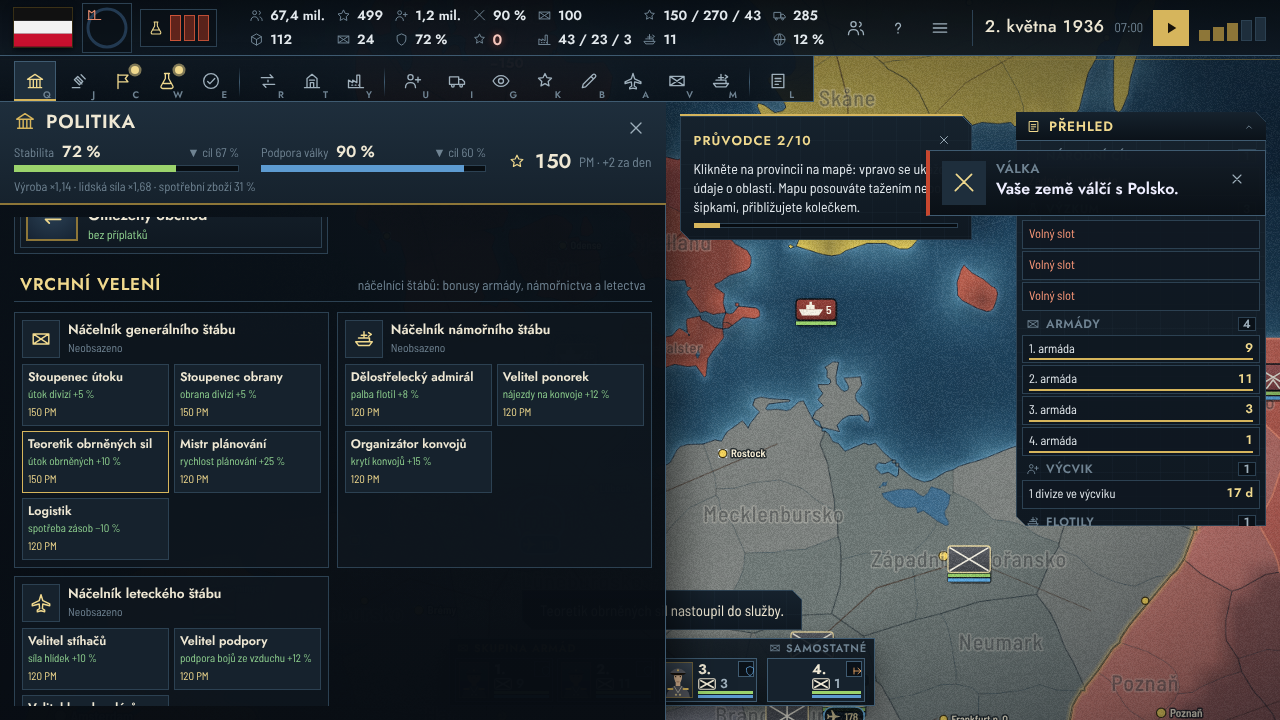 67,4 mil.
499
1,2 mil.
90 %
100
150 / 270 / 43
285
112
24
72 %
0
43 / 23 / 3
11
12 %
?
2. května 1936
07:00
Q
J
C
W
E
R
T
Y
U
I
G
K
B
A
V
M
L
POLITIKA
Stabilita 72 %
▼ cíl 67 %
Podpora války 90 %
▼ cíl 60 %
150 PM · +2 za den
Výroba ×1,14 · lidská síla ×1,68 · spotřební zboží 31 %
Omezený obchod
bez příplatků
VRCHNÍ VELENÍ
náčelníci štábů: bonusy armády, námořnictva a letectva
Náčelník generálního štábu
Neobsazeno
Stoupenec útoku
útok divizí +5 %
150 PM
Stoupenec obrany
obrana divizí +5 %
150 PM
Teoretik obrněných sil
útok obrněných +10 %
150 PM
Mistr plánování
rychlost plánování +25 %
120 PM
Logistik
spotřeba zásob −10 %
120 PM
Náčelník námořního štábu
Neobsazeno
Dělostřelecký admirál
palba flotil +8 %
120 PM
Velitel ponorek
nájezdy na konvoje +12 %
120 PM
Organizátor konvojů
krytí konvojů +15 %
120 PM
Náčelník leteckého štábu
Neobsazeno
Velitel stíhačů
síla hlídek +10 %
120 PM
Velitel podpory
podpora bojů ze vzduchu +12 %
120 PM
PRŮVODCE 2/10
Klikněte na provincii na mapě: vpravo se uk
údaje o oblasti. Mapu posouváte tažením ne
šipkami, přibližujete kolečkem.
PŘEHLED
VÁLKA
Vaše země válčí s Polskem.
Volný slot
Volný slot
Volný slot
ARMÁDY
4
1. armáda
9
2. armáda
11
3. armáda
3
4. armáda
1
VÝCVIK
1
1 divize ve výcviku
17 d
FLOTILY
1
Skåne
5
Rostock
Mecklenbursko
Neumark
Poznaň
Poznaň
Teoretik obrněných sil nastoupil do služby.
SAMOSTATNÉ
3.
3
4.
1
178
Frankfurt n. O.